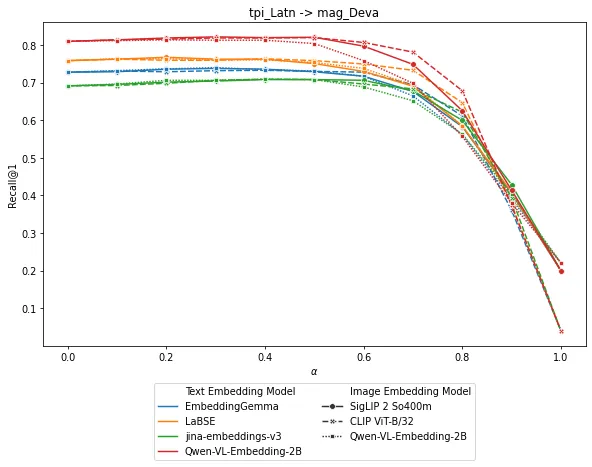 tpi_Latn -> mag_Deva
Recall@1
0.8
0.7
0.6
0.5
0.4
0.3
0.2
0.1
0.0 0.2 0.4 0.6 0.8 1.0
α
Text Embedding Model Image Embedding Model
EmbeddingGemma SigLIP 2 So400m
LaBSE CLIP ViT-B/32
jina-embeddings-v3 Qwen-VL-Embedding-2B
Qwen-VL-Embedding-2B